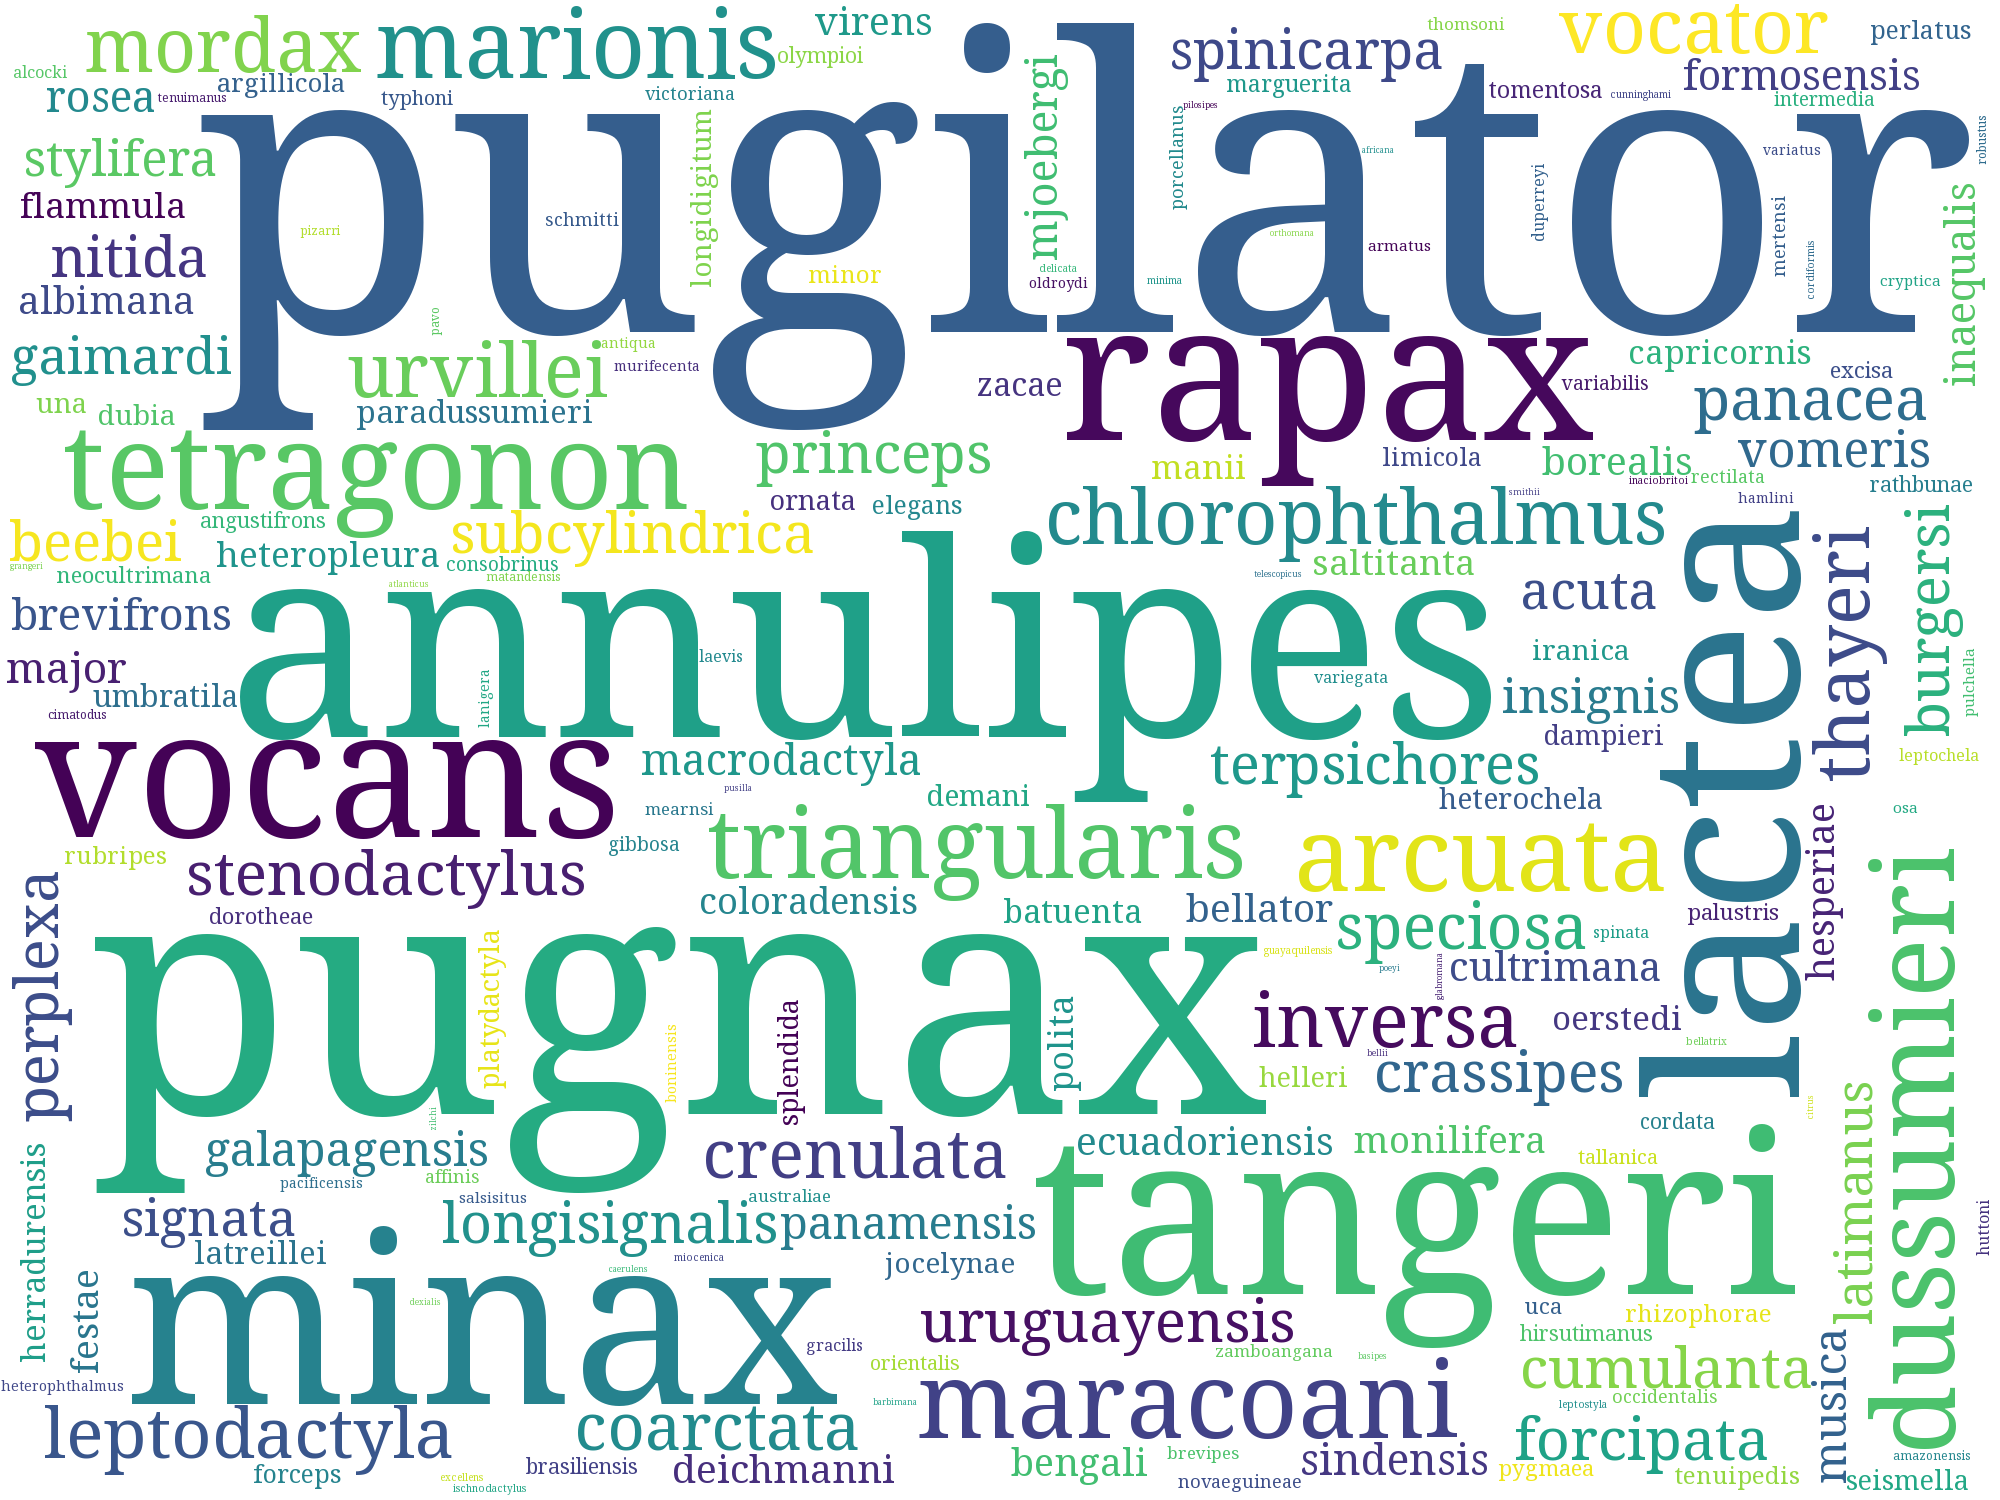 pugilator
annulipes
pugnax
rapax
lactea
tangeri
minax
vocans
tetragonon
dussumieri
triangularis
maracoani
chlorophthalmus
arcuata
marionis
mordax
vocator
virens
olympioi
thomsoni
perlatus
spinicarpa
formosensis
alcocki
rosea
tenuimanus
argillicola
typhoni
victoriana
marguerita
pilosipes
tomentosa
cunninghami
intermedia
robustus
stylifera
flammula
nitida
albimana
pizarri
schmitti
longidigitum
mjoebergi
porcellanus
africana
variatus
duperreyi
mertensi
cordiformis
inaequalis
orthomana
armatus
minor
delicata
oldroydi
minima
cryptica
gaimardi
pavo
urvillei
antiqua
murifecenta
zacae
capricornis
excisa
variabilis
una
dubia
paradussumieri
panacea
princeps
manii
limicola
borealis
vomeris
rectilata
inaciobritoi
rathbunae
ornata
elegans
smithii
hamlini
beebei
angustifrons
subcylindrica
grangeri
neocultrimana
heteropleura
consobrinus
matandensis
atlanticus
telescopicus
saltitanta
acuta
thayeri
burgersi
brevifrons
major
umbratila
cimatodus
lanigera
laevis
variegata
iranica
insignis
dampieri
pulchella
leptochela
macrodactyla
terpsichores
pusilla
demani
mearnsi
heterochela
osa
gibbosa
rubripes
stenodactylus
dorotheae
coloradensis
batuenta
bellator
speciosa
spinata
palustris
hesperiae
guayaquilensis
poeyi
glabromana
cultrimana
perplexa
platydactyla
boninensis
splendida
polita
inversa
oerstedi
bellatrix
bellii
helleri
crassipes
citrus
cordata
latimanus
zilchi
galapagensis
crenulata
ecuadoriensis
monilifera
tallanica
affinis
pacificensis
salsisitus
australiae
herradurensis
signata
longisignalis
panamensis
huttoni
latreillei
miocenica
caerulens
jocelynae
festae
dexialis
uruguayensis
uca
rhizophorae
hirsutimanus
gracilis
orientalis
zamboangana
basipes
cumulanta
musica
heterophthalmus
barbimana
leptostyla
occidentalis
leptodactyla
coarctata
forcipata
forceps
brasiliensis
deichmanni
bengali
brevipes
sindensis
pygmaea
tenuipedis
amazonensis
excellens
ischnodactylus
novaeguineae
seismella